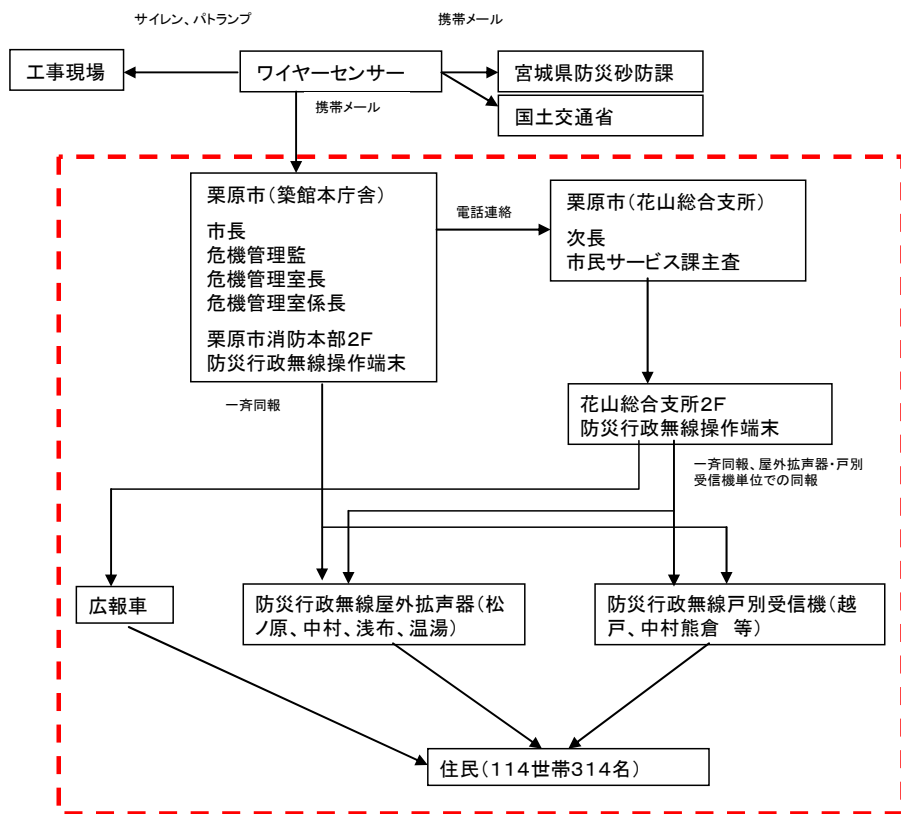 サイレン、パトランプ
携帯メール
工事現場
ワイヤーセンサー
宮城県防災砂防課
国土交通省
携帯メール
栗原市(築館本庁舎)
市長
危機管理監
危機管理室長
危機管理室係長
栗原市消防本部2F
防災行政無線操作端末
電話連絡
栗原市(花山総合支所)
次長
市民サービス課主査
一斉同報
花山総合支所2F
防災行政無線操作端末
一斉同報、屋外拡声器・戸別
受信機単位での同報
広報車
防災行政無線屋外拡声器(松
ノ原、中村、浅布、温湯)
防災行政無線戸別受信機(越
戸、中村熊倉 等)
住民(114世帯314名)